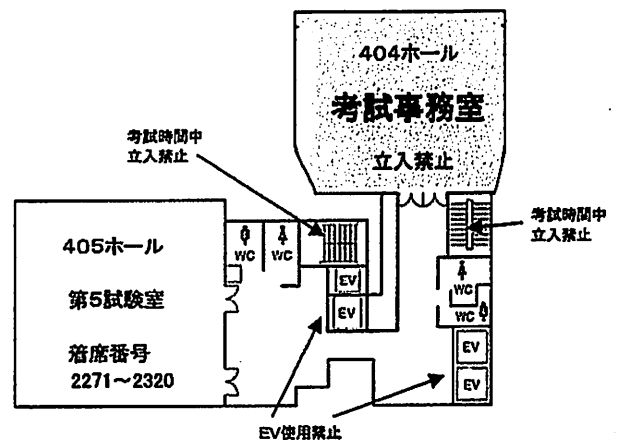 404ホール
考試事務室
立入禁止
考試時間中
立入禁止
考試時間中
立入禁止
405ホール
第5試験室
着席番号
2271～2320
WC
WC
EV
EV
WC
WC
EV
EV
EV使用禁止